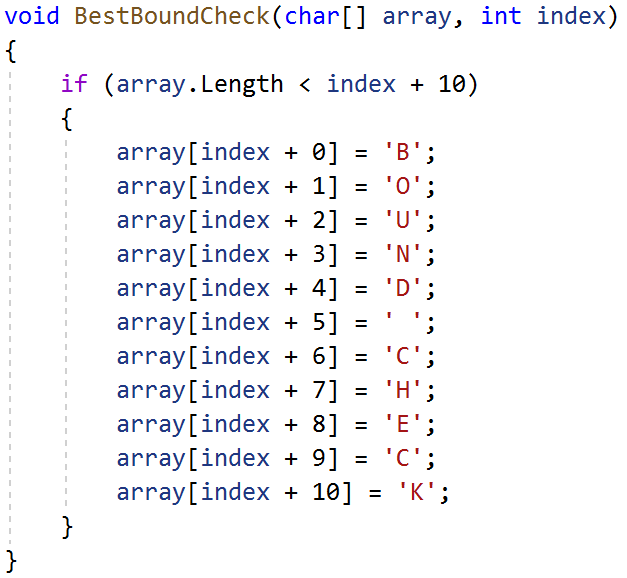 void BestBoundCheck(char[] array, int index)
{
    if (array.Length < index + 10)
    {
        array[index + 0] = 'B';
        array[index + 1] = 'O';
        array[index + 2] = 'U';
        array[index + 3] = 'N';
        array[index + 4] = 'D';
        array[index + 5] = ' ';
        array[index + 6] = 'C';
        array[index + 7] = 'H';
        array[index + 8] = 'E';
        array[index + 9] = 'C';
        array[index + 10] = 'K';
    }
}